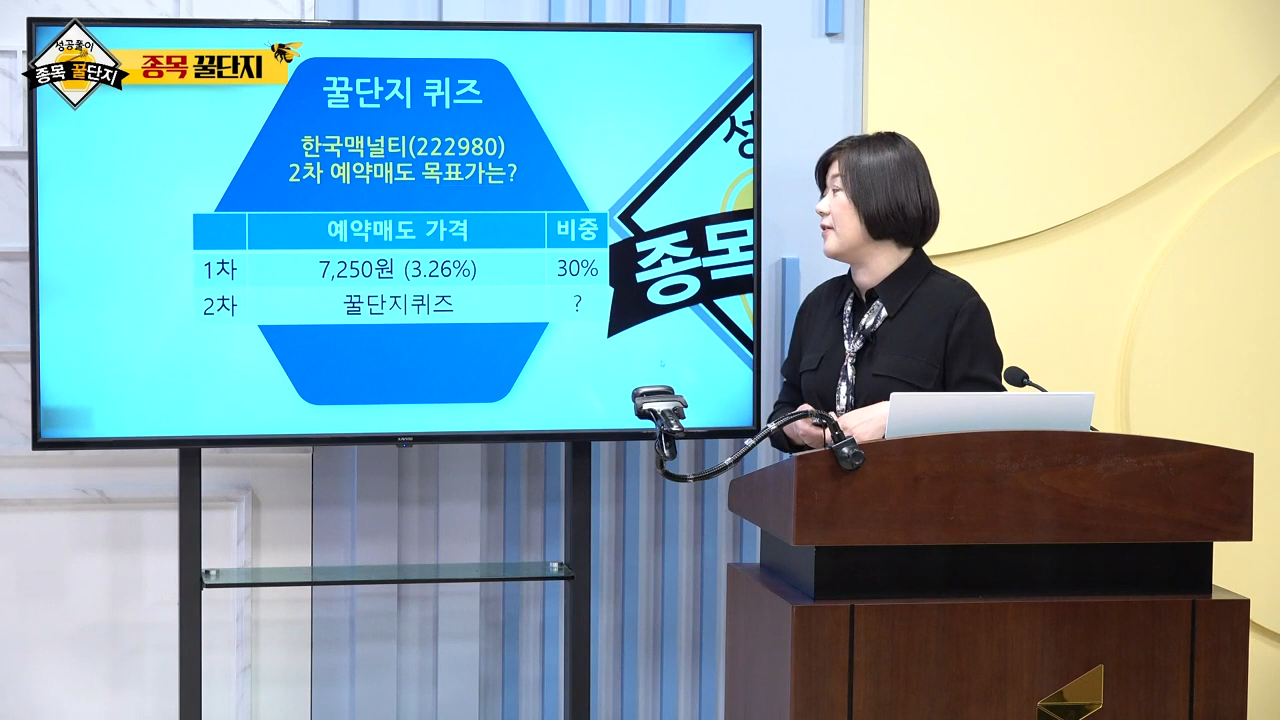 성공풀이
종목 꿀단지
종목 꿀단지
꿀단지 퀴즈
한국맥널티(222980)
2차 예약매도 목표가는?
예약매도 가격 비중
1차 7,250원 (3.26%) 30%
2차 꿀단지퀴즈 ?
성
종목